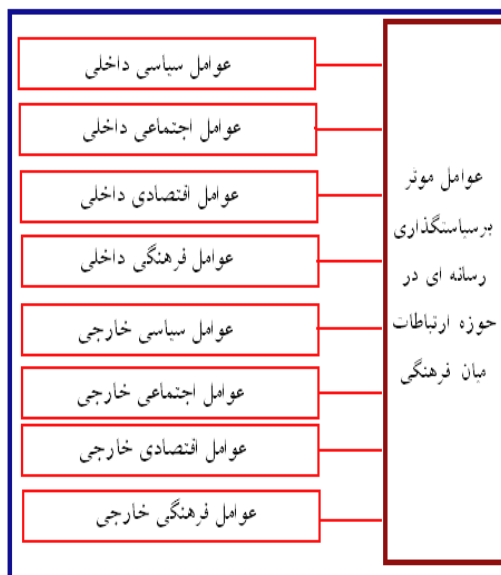 عوامل موثر
برسیاستگذاری
رسانه ای در
حوزه ارتباطات
میان فرهنگی
عوامل سیاسی داخلی
عوامل اجتماعی داخلی
عوامل اقتصادی داخلی
عوامل فرهنگی داخلی
عوامل سیاسی خارجی
عوامل اجتماعی خارجی
عوامل اقتصادی خارجی
عوامل فرهنگی خارجی